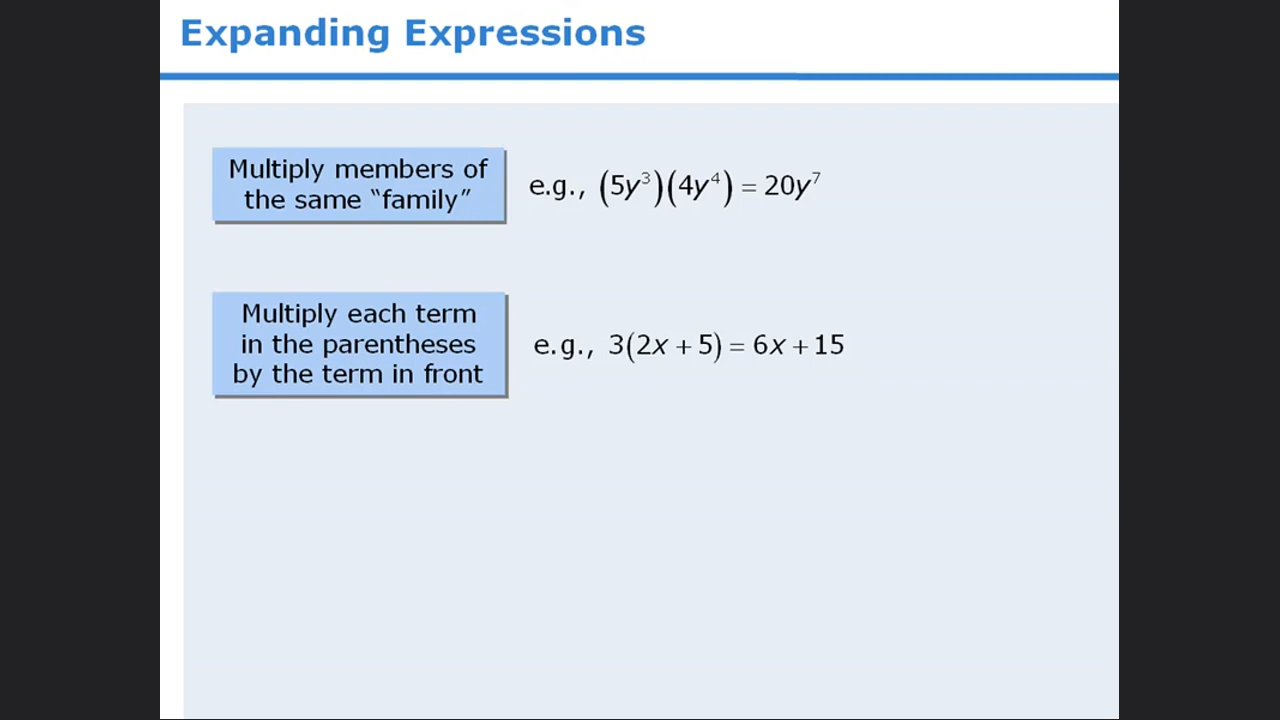 Expanding Expressions
Multiply members of
the same “family”
e.g., (5y³)(4y⁴) = 20y⁷
Multiply each term
in the parentheses
by the term in front
e.g., 3(2x + 5) = 6x + 15